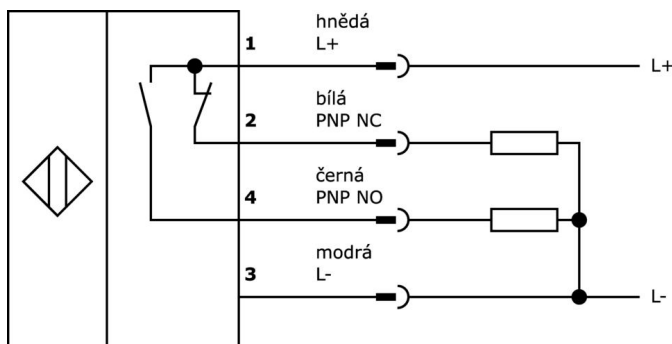 hnědá
1 L+
L+
bílá
2 PNP NC
černá
4 PNP NO
modrá
3 L-
L-